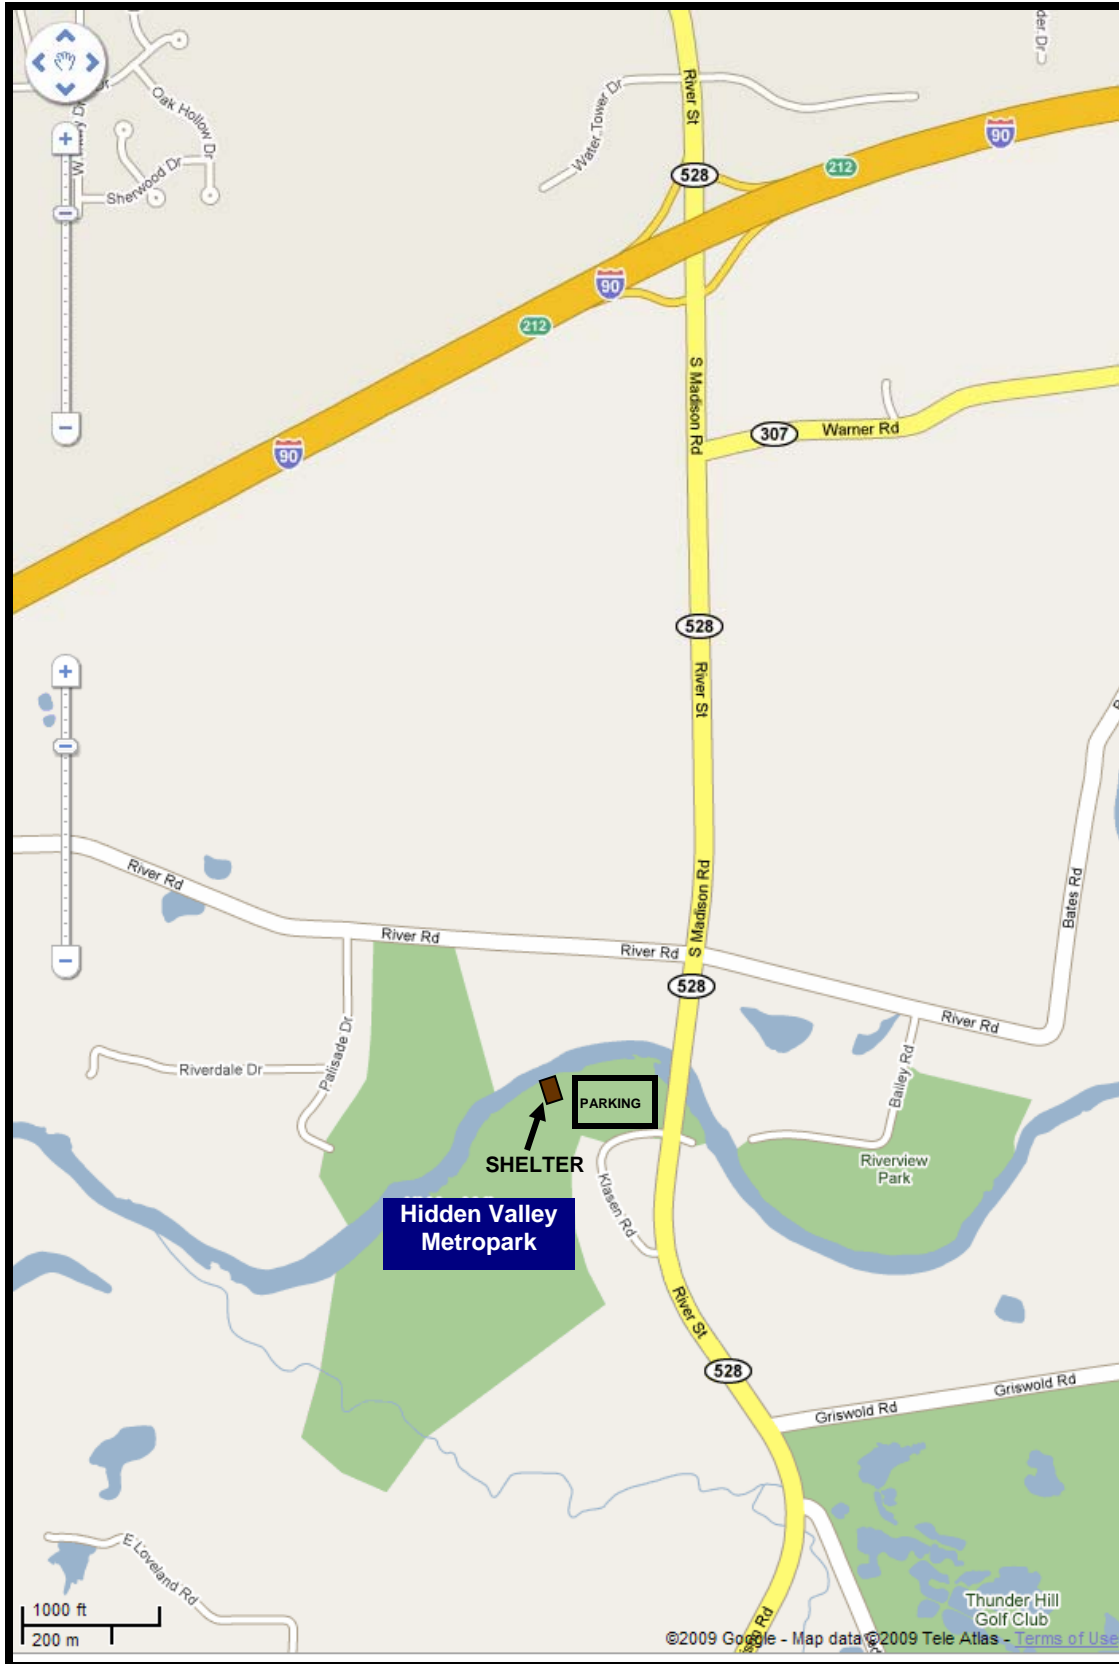 der Dr
River St
Water Tower Dr
Oak Hollow Dr
Sherwood Dr
90
528
212
90
212
S Madison Rd
307
Warner Rd
90
528
River St
River Rd
S Madison Rd
Bates Rd
River Rd
River Rd
528
River Rd
Palisade Dr
Riverdale Dr
Bailey Rd
PARKING
SHELTER
Riverview
Park
Klasen Rd
Hidden Valley
Metropark
River St
528
Griswold Rd
Griswold Rd
E Loveland Rd
1000 ft
200 m
Thunder Hill
Golf Club
©2009 Google - Map data ©2009 Tele Atlas - Terms of Use